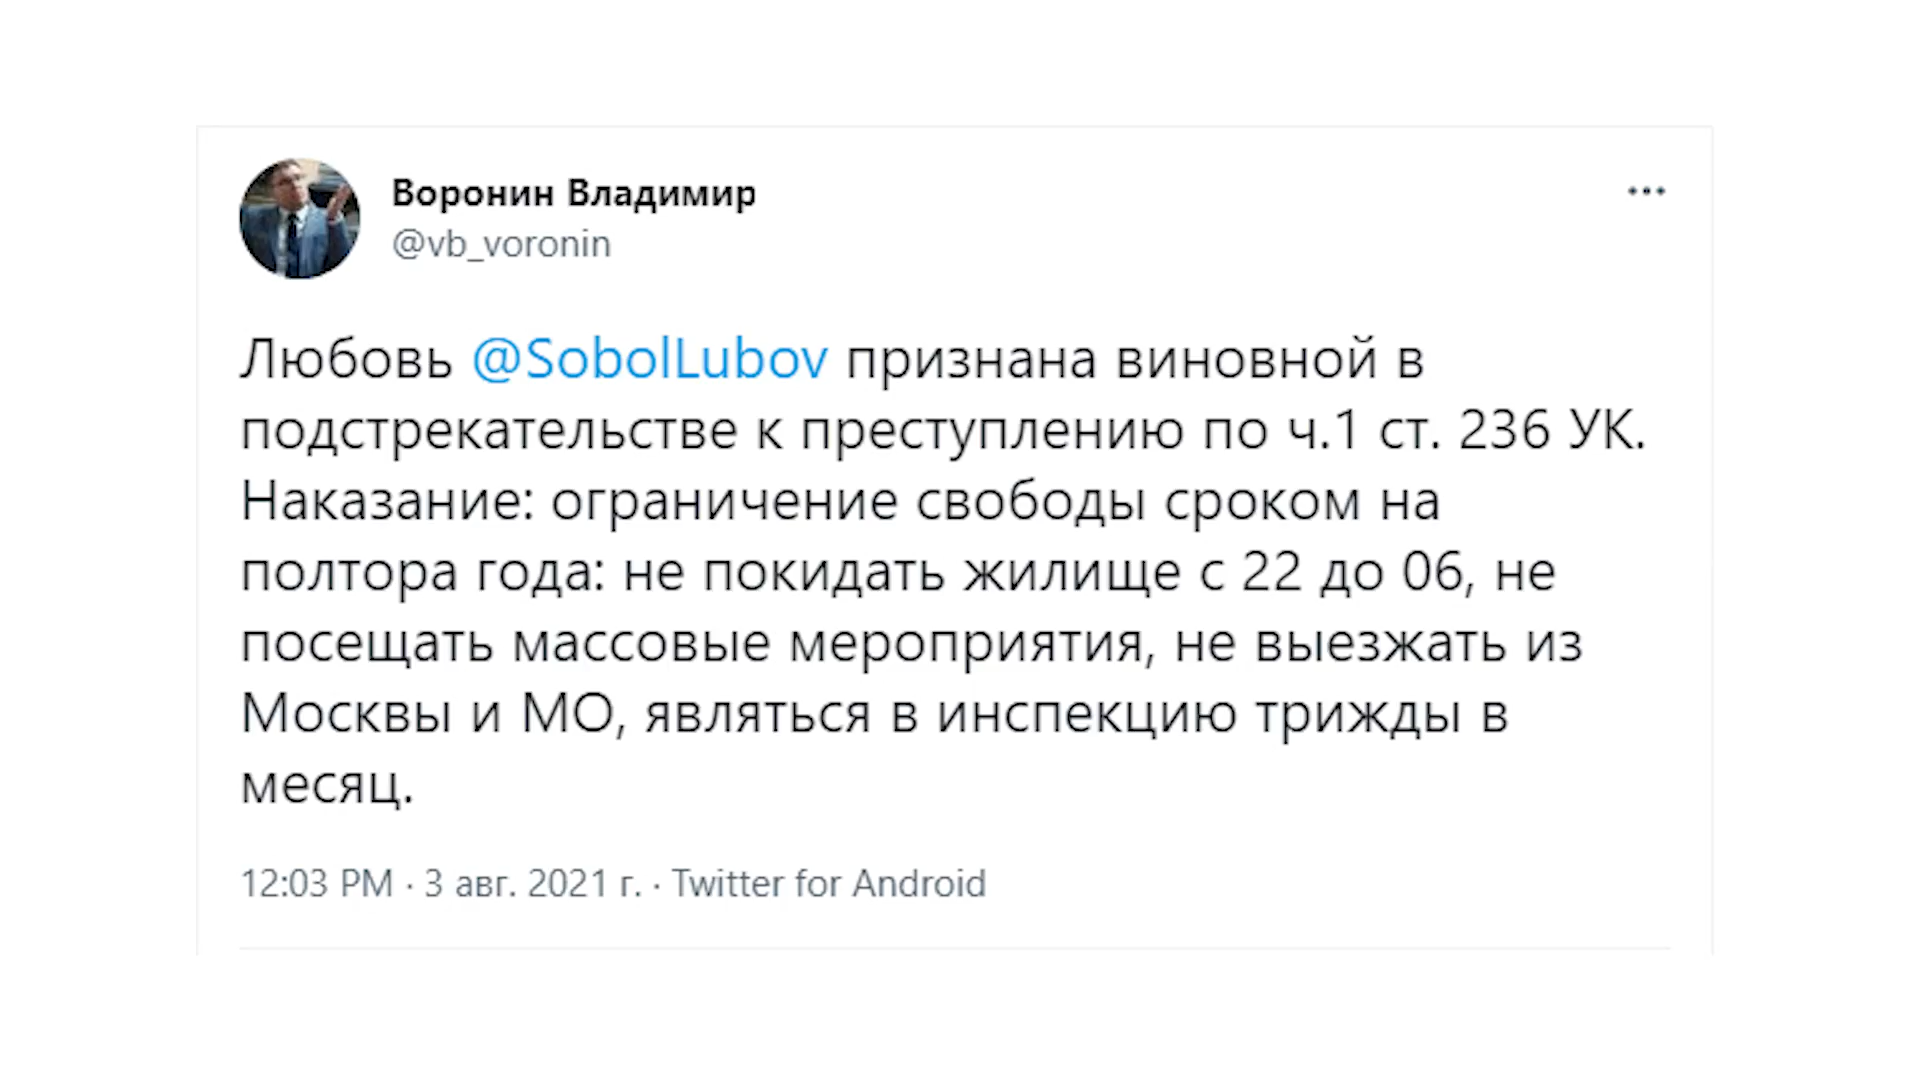 Воронин Владимир
@vb_voronin
Любовь @SobolLubov признана виновной в
подстрекательстве к преступлению по ч.1 ст. 236 УК.
Наказание: ограничение свободы сроком на
полтора года: не покидать жилище с 22 до 06, не
посещать массовые мероприятия, не выезжать из
Москвы и МО, являться в инспекцию трижды в
месяц.
12:03 PM · 3 авг. 2021 г. · Twitter for Android